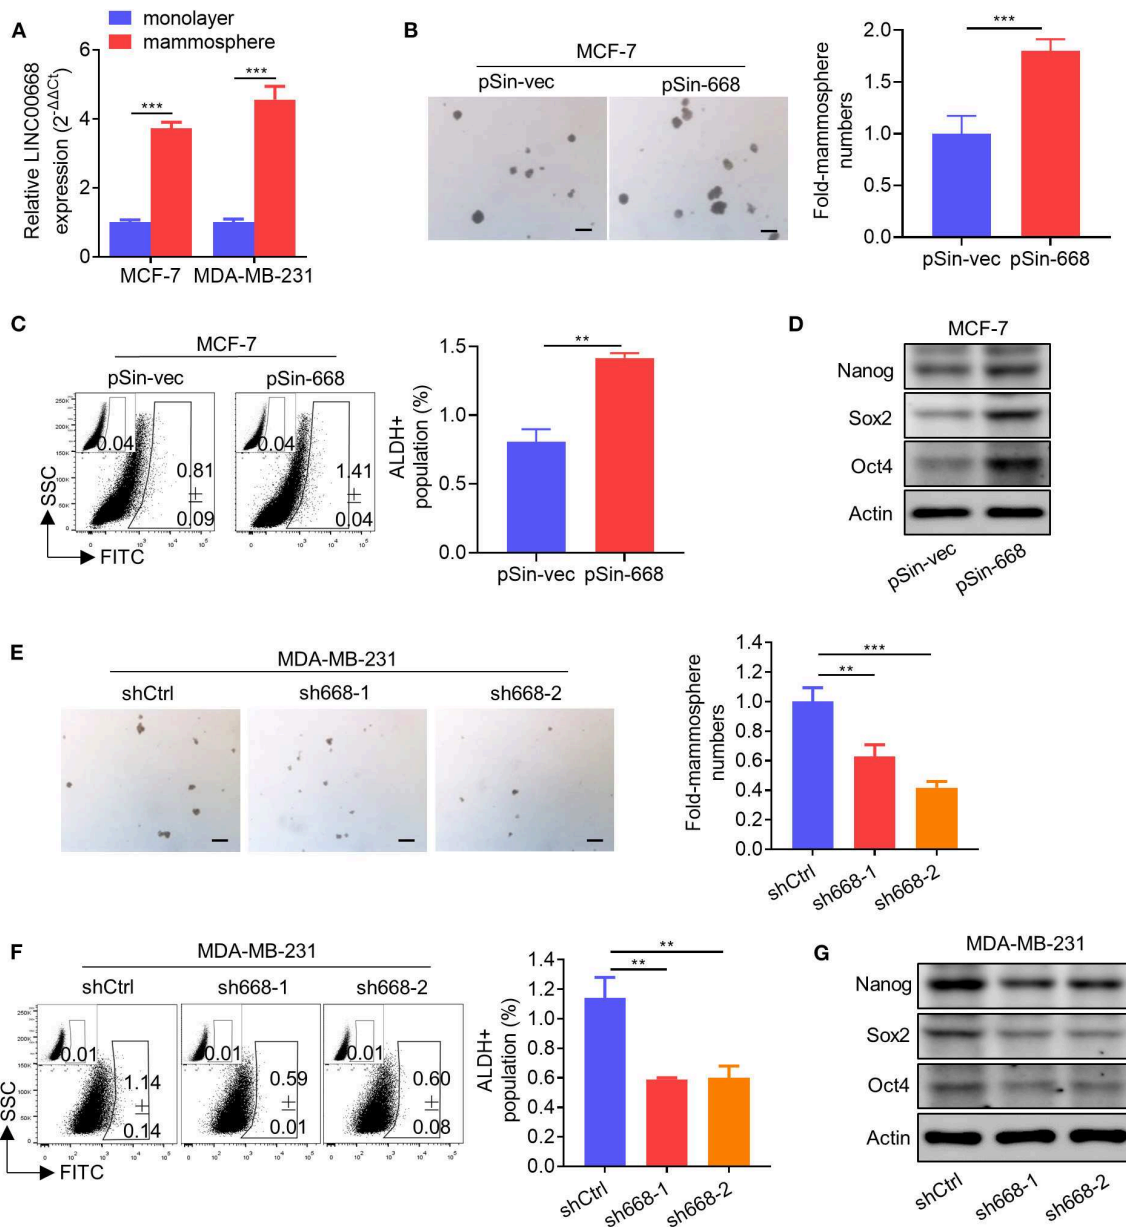 A
monolayer
mammosphere
Relative LINC00668
expression (2-ΔΔCt)
6
4
2
0
***
***
MCF-7
MDA-MB-231
B
MCF-7
pSin-vec
pSin-668
Fold-mammosphere
numbers
2.0
1.5
1.0
0.5
0.0
***
pSin-vec
pSin-668
C
MCF-7
pSin-vec
pSin-668
0.04
0.81
±
0.09
0.04
1.41
±
0.04
SSC
FITC
ALDH+
population (%)
1.5
1.0
0.5
0.0
**
pSin-vec
pSin-668
D
MCF-7
Nanog
Sox2
Oct4
Actin
pSin-vec
pSin-668
E
MDA-MB-231
shCtrl
sh668-1
sh668-2
Fold-mammosphere
numbers
1.4
1.2
1.0
0.8
0.6
0.4
0.2
0.0
***
**
shCtrl
sh668-1
sh668-2
F
MDA-MB-231
shCtrl
sh668-1
sh668-2
0.01
1.14
±
0.14
0.01
0.59
±
0.01
0.01
0.60
±
0.08
SSC
FITC
ALDH+
population (%)
1.4
1.2
1.0
0.8
0.6
0.4
0.2
0.0
**
**
shCtrl
sh668-1
sh668-2
G
MDA-MB-231
Nanog
Sox2
Oct4
Actin
shCtrl
sh668-1
sh668-2